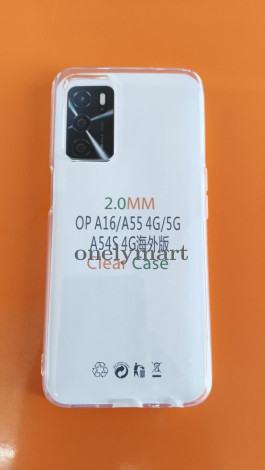 2.0MM
OP A16/A55 4G/5G
A54S 4G海外版
onelymart
Clear Case